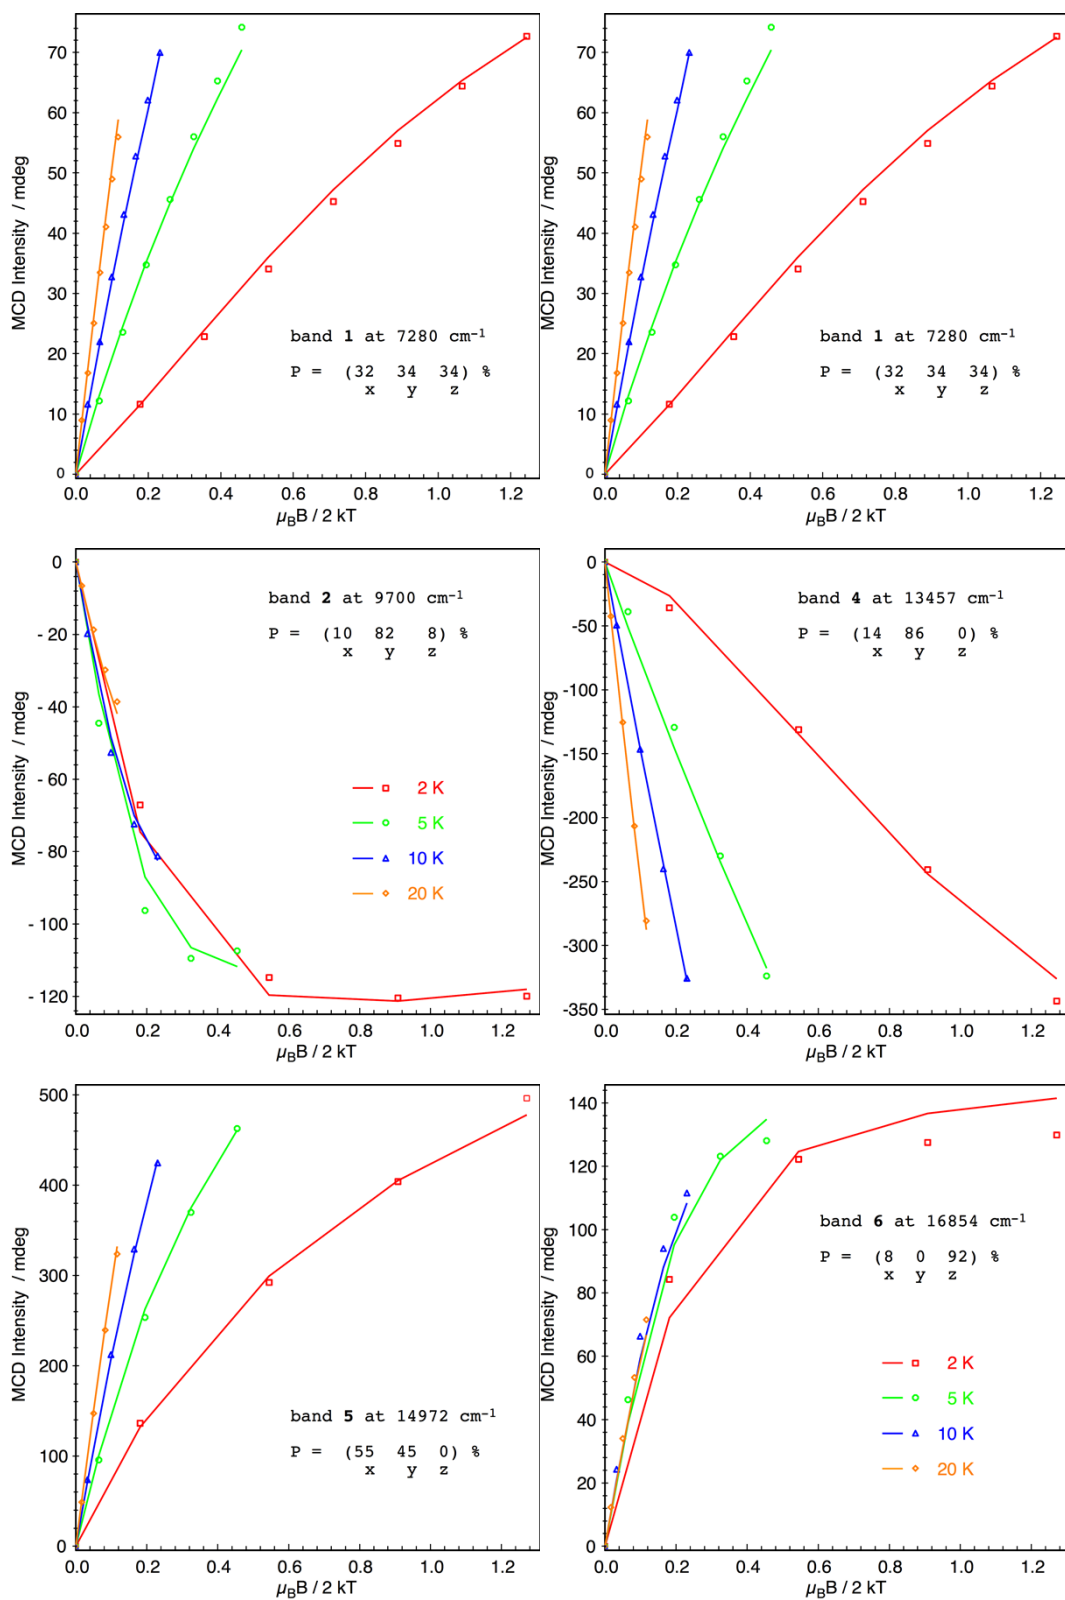 70
60
50
40
30
20
10
0
MCD Intensity / mdeg
band 1 at 7280 cm⁻¹
P = (32 34 34) %
x y z
0.0 0.2 0.4 0.6 0.8 1.0 1.2
μBB / 2 kT
70
60
50
40
30
20
10
0
MCD Intensity / mdeg
band 1 at 7280 cm⁻¹
P = (32 34 34) %
x y z
0.0 0.2 0.4 0.6 0.8 1.0 1.2
μBB / 2 kT
0
- 20
- 40
- 60
- 80
- 100
- 120
MCD Intensity / mdeg
band 2 at 9700 cm⁻¹
P = (10 82 8) %
x y z
2 K
5 K
10 K
20 K
0.0 0.2 0.4 0.6 0.8 1.0 1.2
μBB / 2 kT
0
-50
-100
-150
-200
-250
-300
-350
MCD Intensity / mdeg
band 4 at 13457 cm⁻¹
P = (14 86 0) %
x y z
0.0 0.2 0.4 0.6 0.8 1.0 1.2
μBB / 2 kT
500
400
300
200
100
0
MCD Intensity / mdeg
band 5 at 14972 cm⁻¹
P = (55 45 0) %
x y z
0.0 0.2 0.4 0.6 0.8 1.0 1.2
μBB / 2 kT
140
120
100
80
60
40
20
0
MCD Intensity / mdeg
band 6 at 16854 cm⁻¹
P = (8 0 92) %
x y z
2 K
5 K
10 K
20 K
0.0 0.2 0.4 0.6 0.8 1.0 1.2
μBB / 2 kT